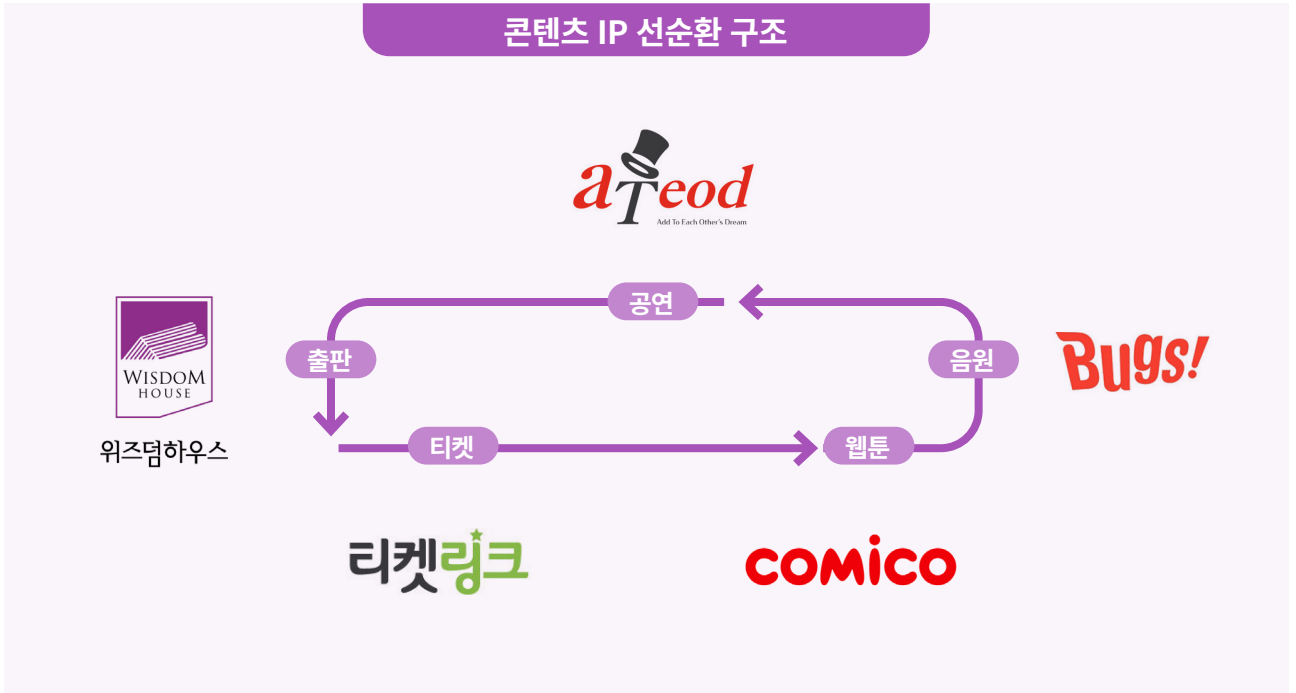 콘텐츠 IP 선순환 구조
aTeod
Add To Each Other's Dream
공연
출판
음원
WISDOM
HOUSE
위즈덤하우스
Bugs!
티켓
웹툰
티켓링크
comico